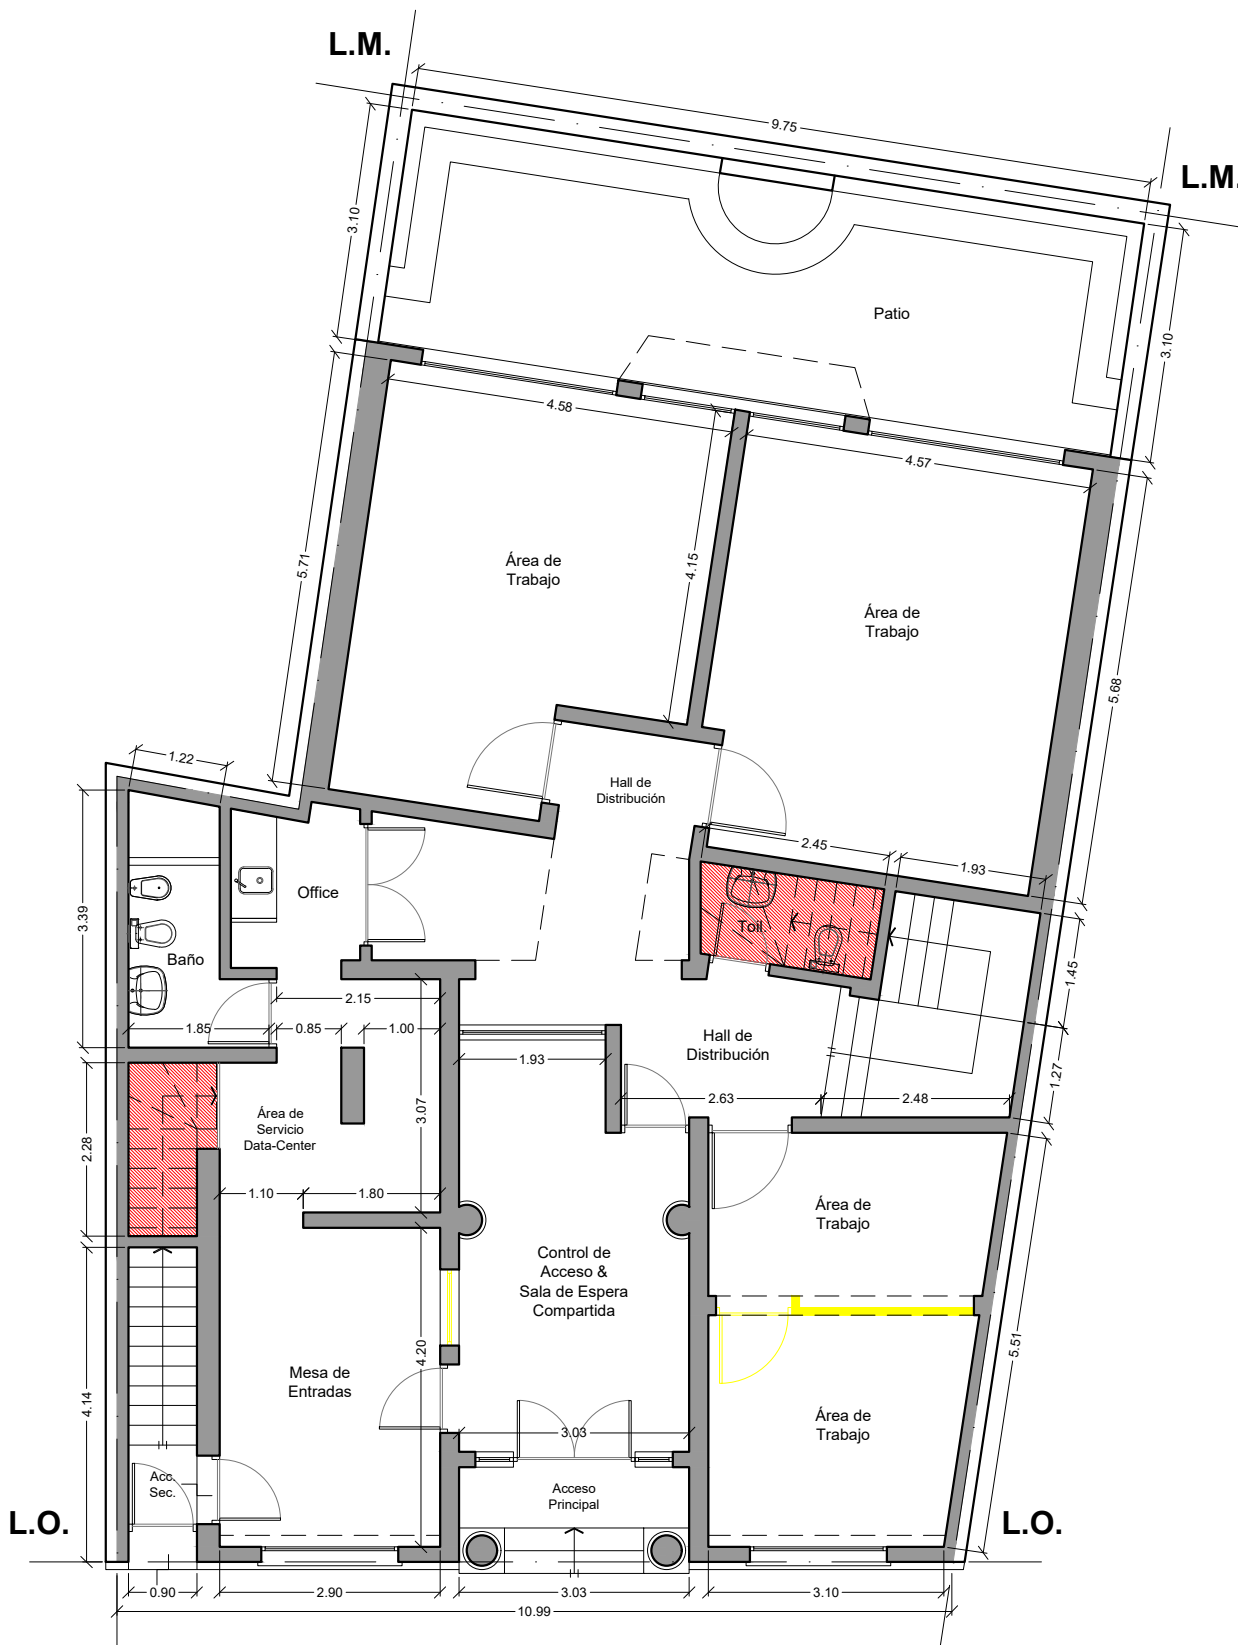 L.M.
9.75
L.M.
3.10
Patio
3.10
4.58
4.57
5.71
4.15
Área de
Trabajo
Área de
Trabajo
5.68
1.22
Hall de
Distribución
2.45
1.93
Office
3.39
Toil.
Baño
1.45
2.15
1.85
0.85
1.00
Hall de
Distribución
1.93
1.27
2.63
2.48
Área de
Servicio
Data-Center
3.07
2.28
1.10
1.80
Área de
Trabajo
Control de
Acceso &
Sala de Espera
Compartida
5.51
4.20
Mesa de
Entradas
4.14
Área de
Trabajo
3.03
Acc.
Sec.
Acceso
Principal
L.O.
L.O.
0.90
2.90
3.03
3.10
10.99